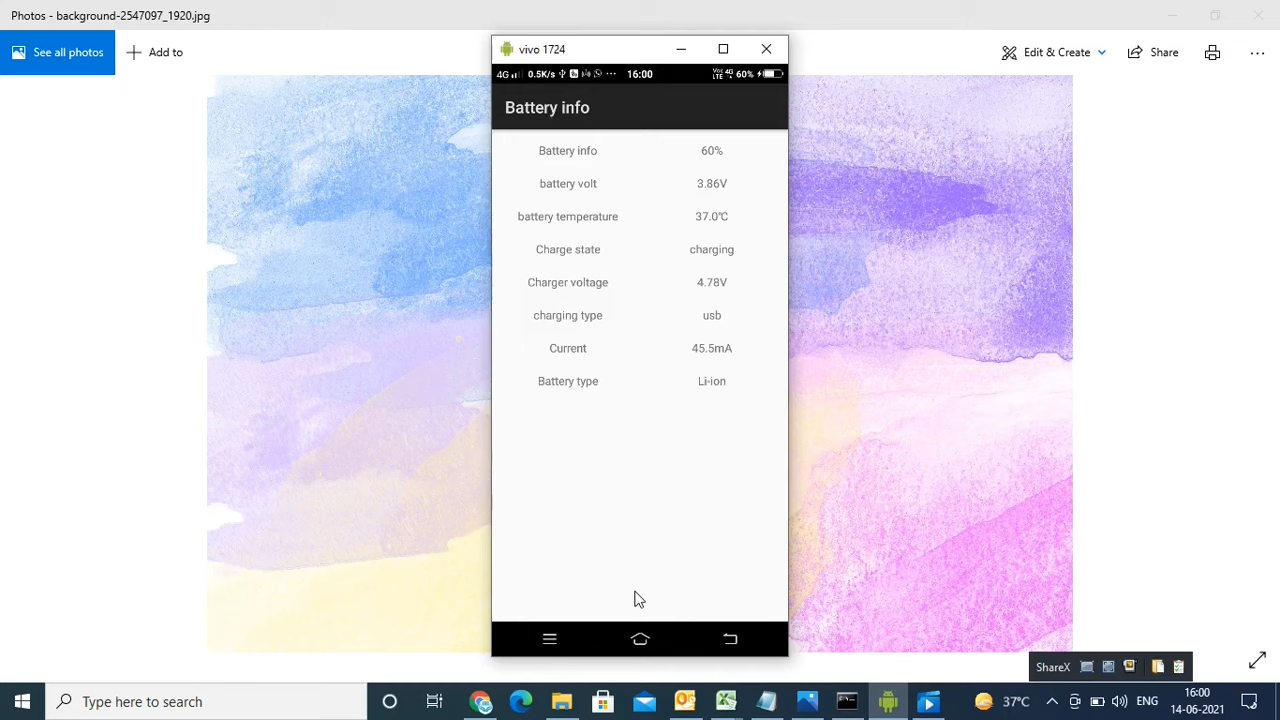 Photos - background-2547097_1920.jpg
See all photos
Add to
Edit & Create
Share
vivo 1724
4G 0.5K/s 16:00 VoLTE 4G 60%
Battery info
Battery info 60%
battery volt 3.86V
battery temperature 37.0℃
Charge state charging
Charger voltage 4.78V
charging type usb
Current 45.5mA
Battery type Li-ion
ShareX
Type here to search
37°C
ENG
16:00
14-06-2021